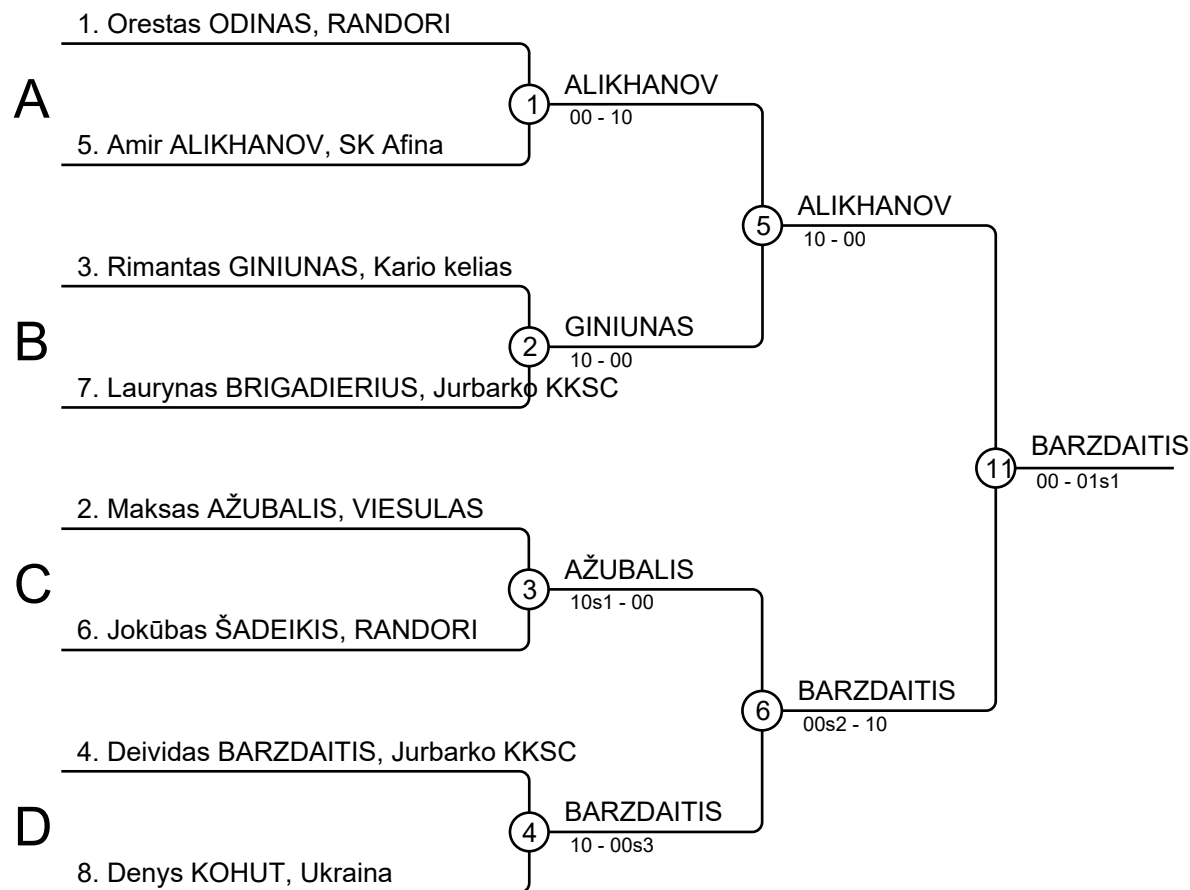 1. Orestas ODINAS, RANDORI
A
1
ALIKHANOV
00 - 10
5. Amir ALIKHANOV, SK Afina
5
ALIKHANOV
10 - 00
3. Rimantas GINIUNAS, Kario kelias
B
2
GINIUNAS
10 - 00
7. Laurynas BRIGADIERIUS, Jurbarko KKSC
11
BARZDAITIS
00 - 01s1
2. Maksas AŽUBALIS, VIESULAS
C
3
AŽUBALIS
10s1 - 00
6. Jokūbas ŠADEIKIS, RANDORI
6
BARZDAITIS
00s2 - 10
4. Deividas BARZDAITIS, Jurbarko KKSC
D
4
BARZDAITIS
10 - 00s3
8. Denys KOHUT, Ukraina